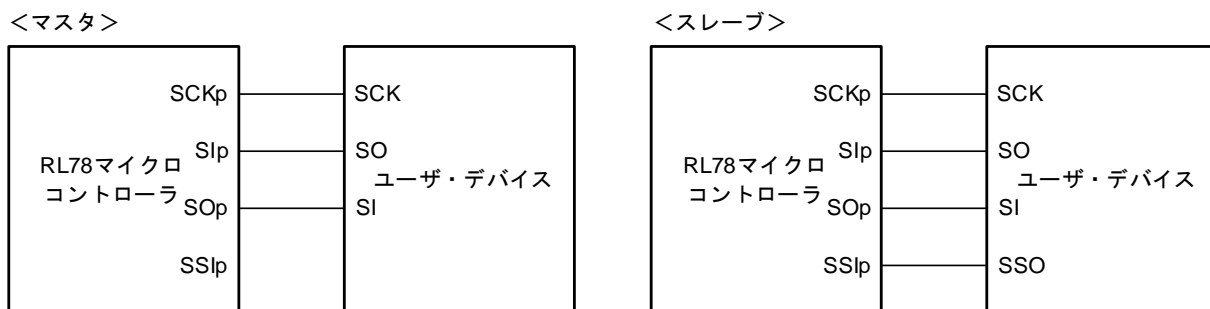 <マスタ>
SCKp
SCK
SIp
SO
RL78マイクロ
コントローラ
ユーザ・デバイス
SOp
SI
SSIp
<スレーブ>
SCKp
SCK
SIp
SO
RL78マイクロ
コントローラ
ユーザ・デバイス
SOp
SI
SSIp
SSO